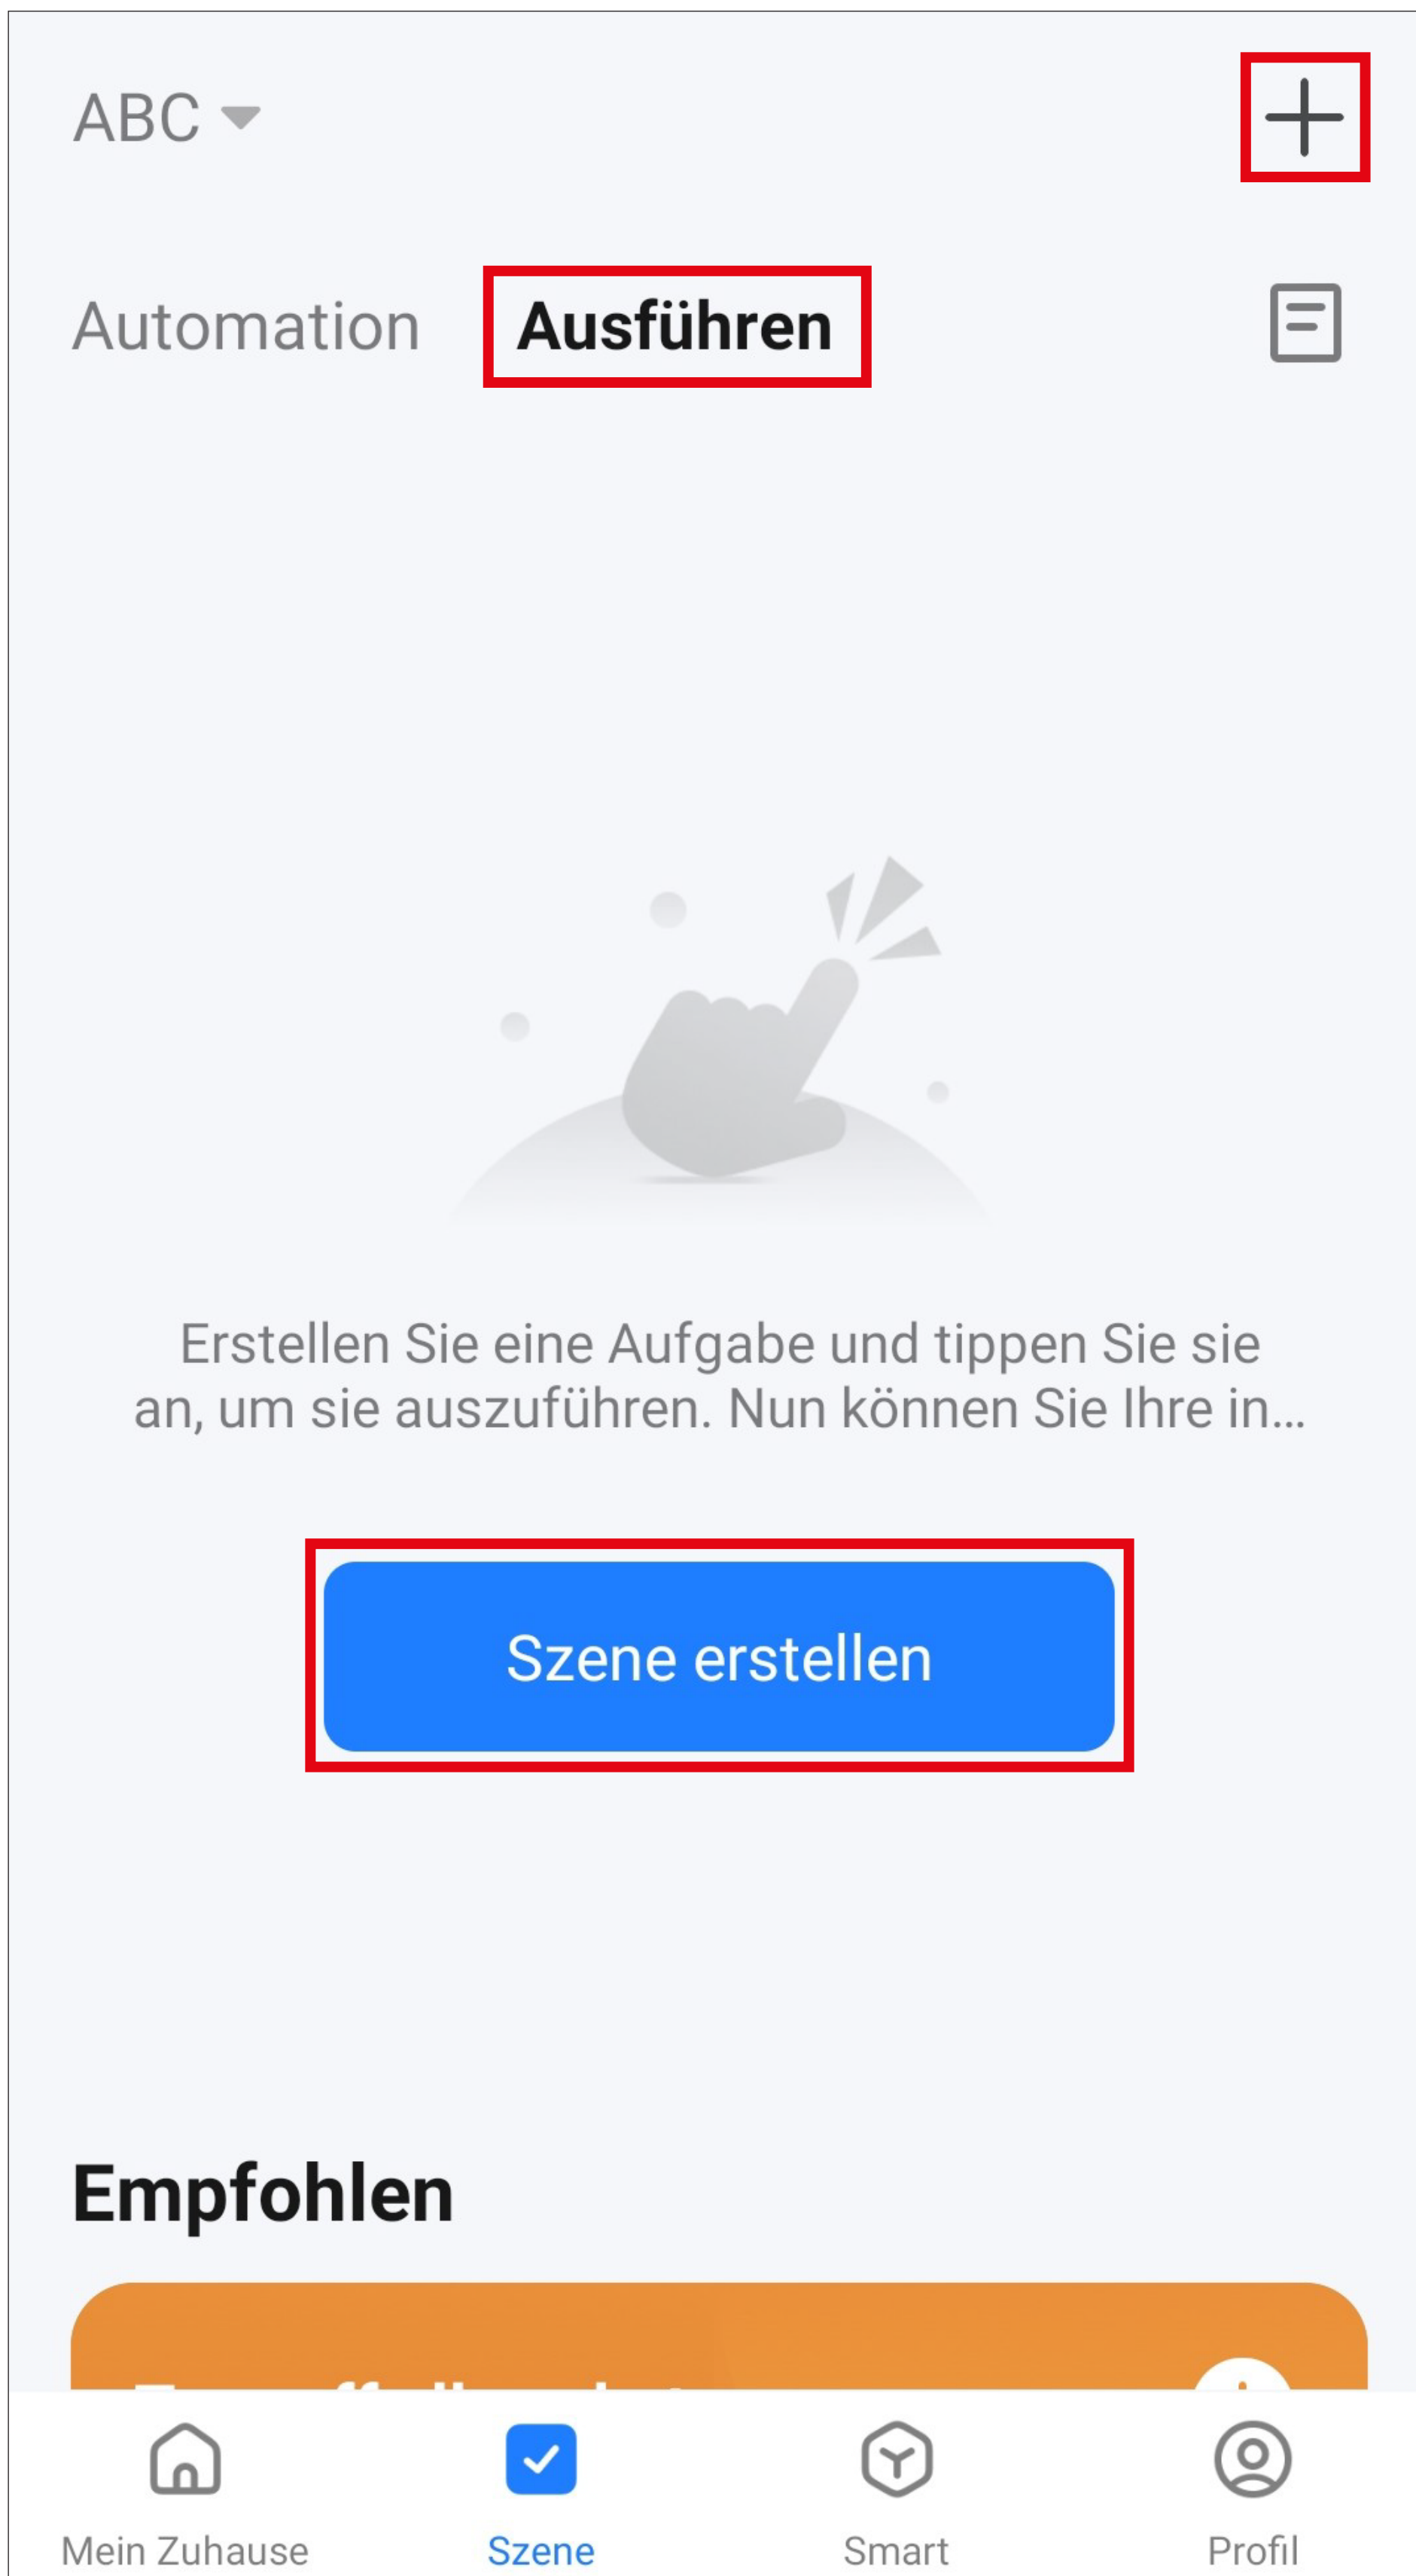 ABC
Automation Ausführen
Erstellen Sie eine Aufgabe und tippen Sie sie
an, um sie auszuführen. Nun können Sie Ihre in...
Szene erstellen
Empfohlen
Mein Zuhause Szene Smart Profil